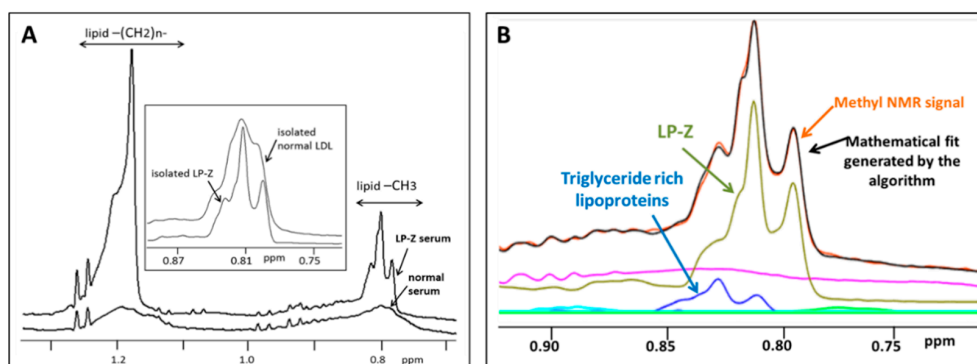 A
lipid –(CH2)n-
isolated
normal LDL
isolated LP-Z
0.87
0.81
ppm
0.75
lipid –CH3
LP-Z serum
normal
serum
1.2
1.0
0.8
ppm
B
Methyl NMR signal
LP-Z
Mathematical fit
generated by the
algorithm
Triglyceride rich
lipoproteins
0.90
0.85
0.80
0.75
ppm